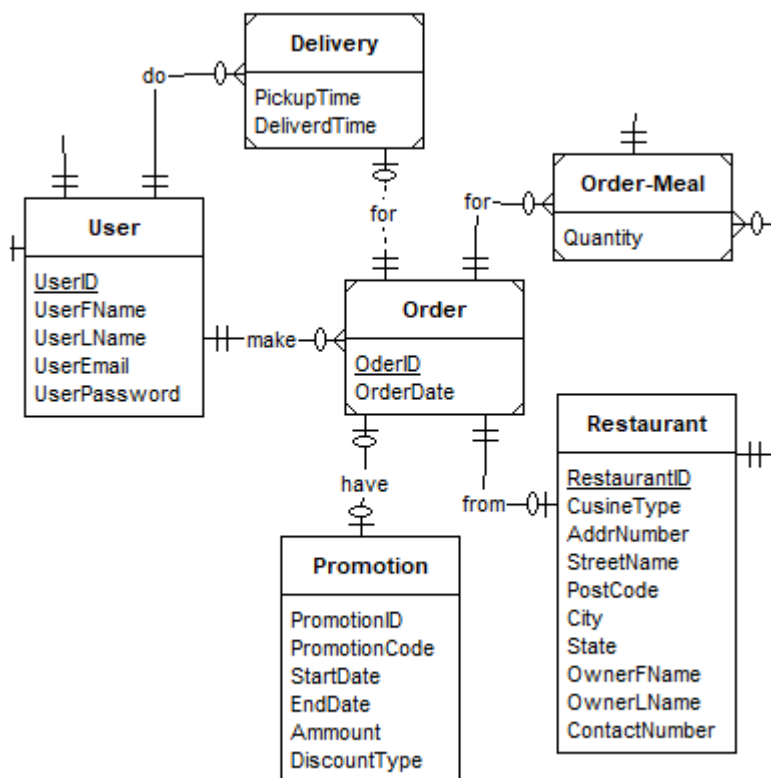 Delivery
PickupTime
DeliverdTime
do
for
for
Order-Meal
Quantity
User
UserID
UserFName
UserLName
UserEmail
UserPassword
make
Order
OderID
OrderDate
have
from
Restaurant
RestaurantID
CusineType
AddrNumber
StreetName
PostCode
City
State
OwnerFName
OwnerLName
ContactNumber
Promotion
PromotionID
PromotionCode
StartDate
EndDate
Ammount
DiscountType